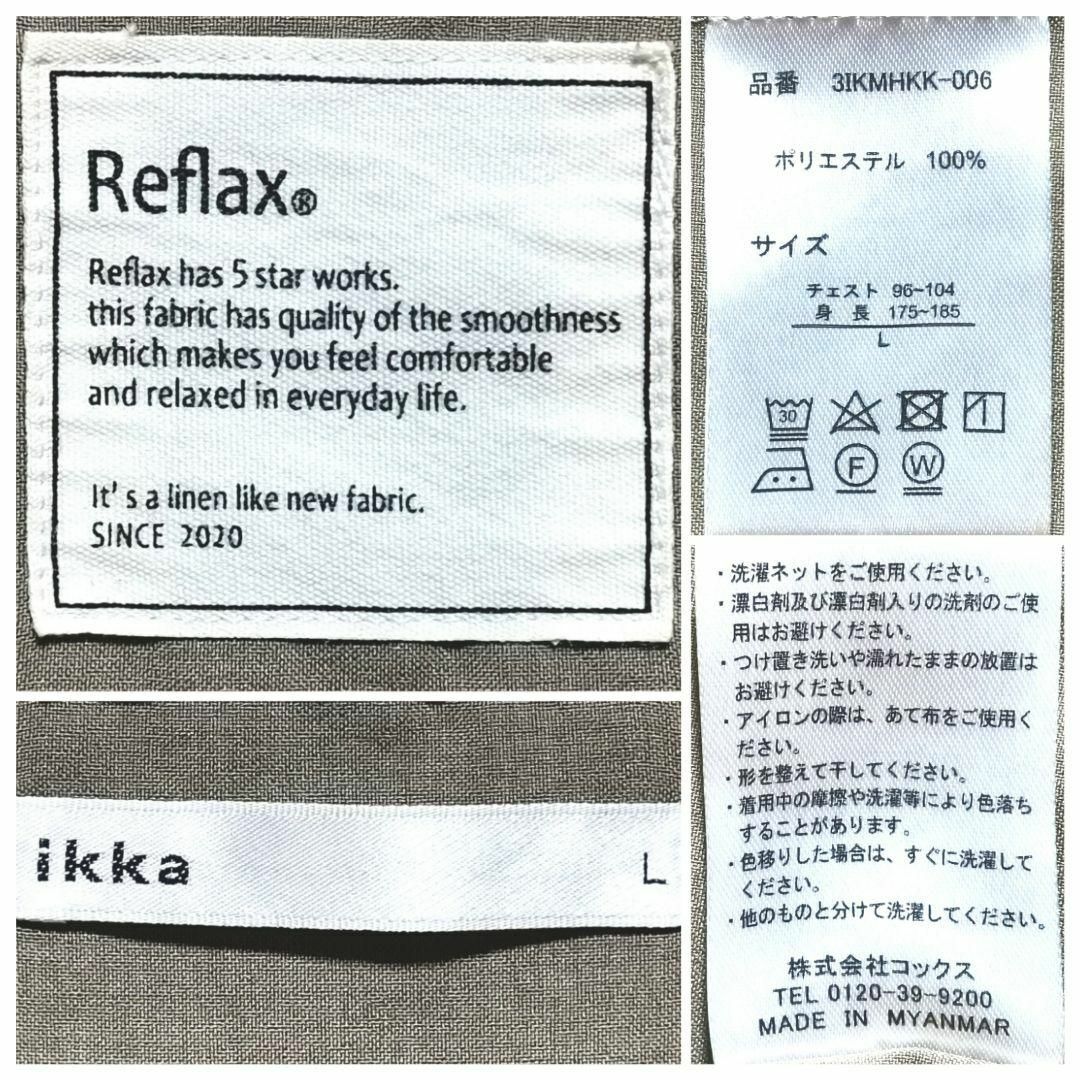 Reflax®
Reflax has 5 star works.
this fabric has quality of the smoothness
which makes you feel comfortable
and relaxed in everyday life.
It's a linen like new fabric.
SINCE 2020
ikka L
品番 3IKMHKK-006
ポリエステル 100%
サイズ
チェスト 96~104
身長 175~185
L
30
F W
・洗濯ネットをご使用ください。
・漂白剤及び漂白剤入りの洗剤のご使
用はお避けください。
・つけ置き洗いや濡れたままの放置は
お避けください。
・アイロンの際は、あて布をご使用く
ださい。
・形を整えて干してください。
・着用中の摩擦や洗濯等により色落ち
することがあります。
・色移りした場合は、すぐに洗濯して
ください。
・他のものと分けて洗濯してください。
株式会社コックス
TEL 0120-39-9200
MADE IN MYANMAR